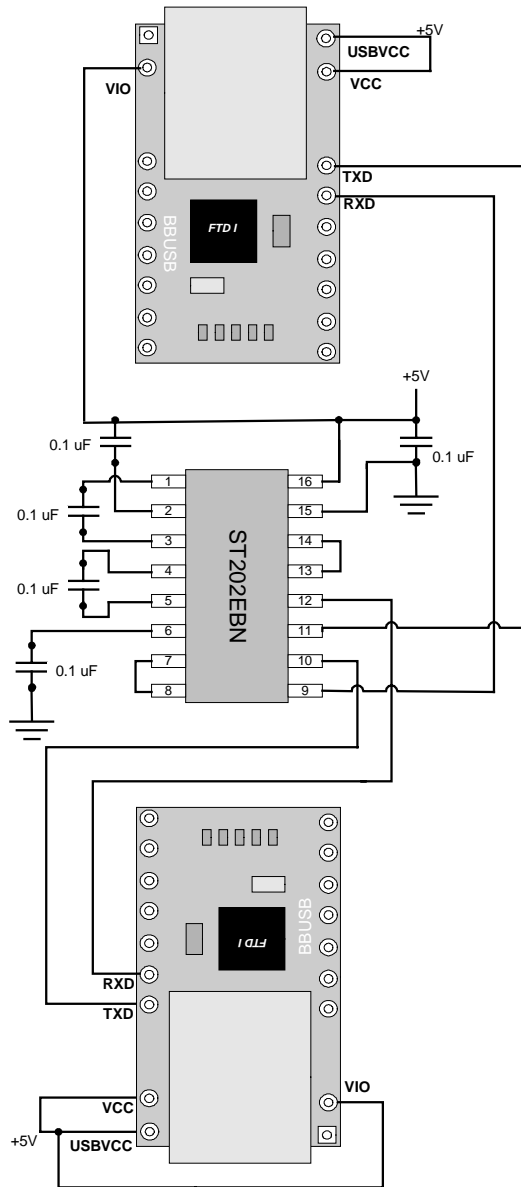 +5V
USBVCC
VIO
VCC
TXD
RXD
BBUSB
FTD I
+5V
0.1 uF
0.1 uF
1
16
2
15
0.1 uF
3
14
ST202EBN
4
13
0.1 uF
5
12
6
11
7
10
0.1 uF
8
9
FTD I
BBUSB
RXD
TXD
VIO
VCC
+5V
USBVCC